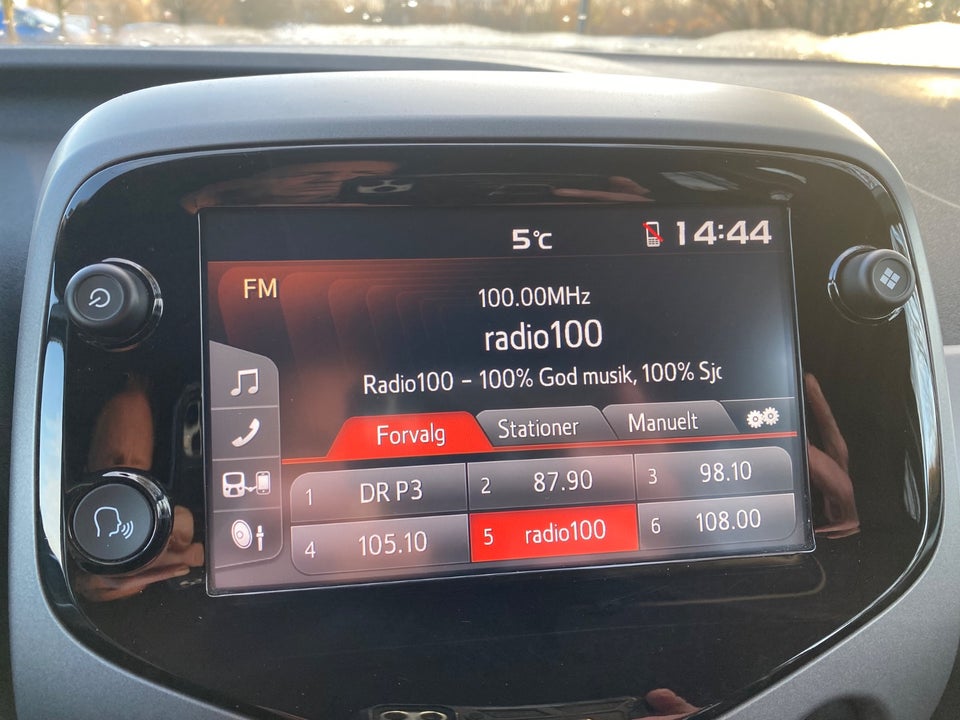 5°C 14:44
FM
100.00MHz
radio100
Radio100 - 100% God musik, 100% Sjc
Forvalg Stationer Manuelt
1 DR P3 2 87.90 3 98.10
4 105.10 5 radio100 6 108.00